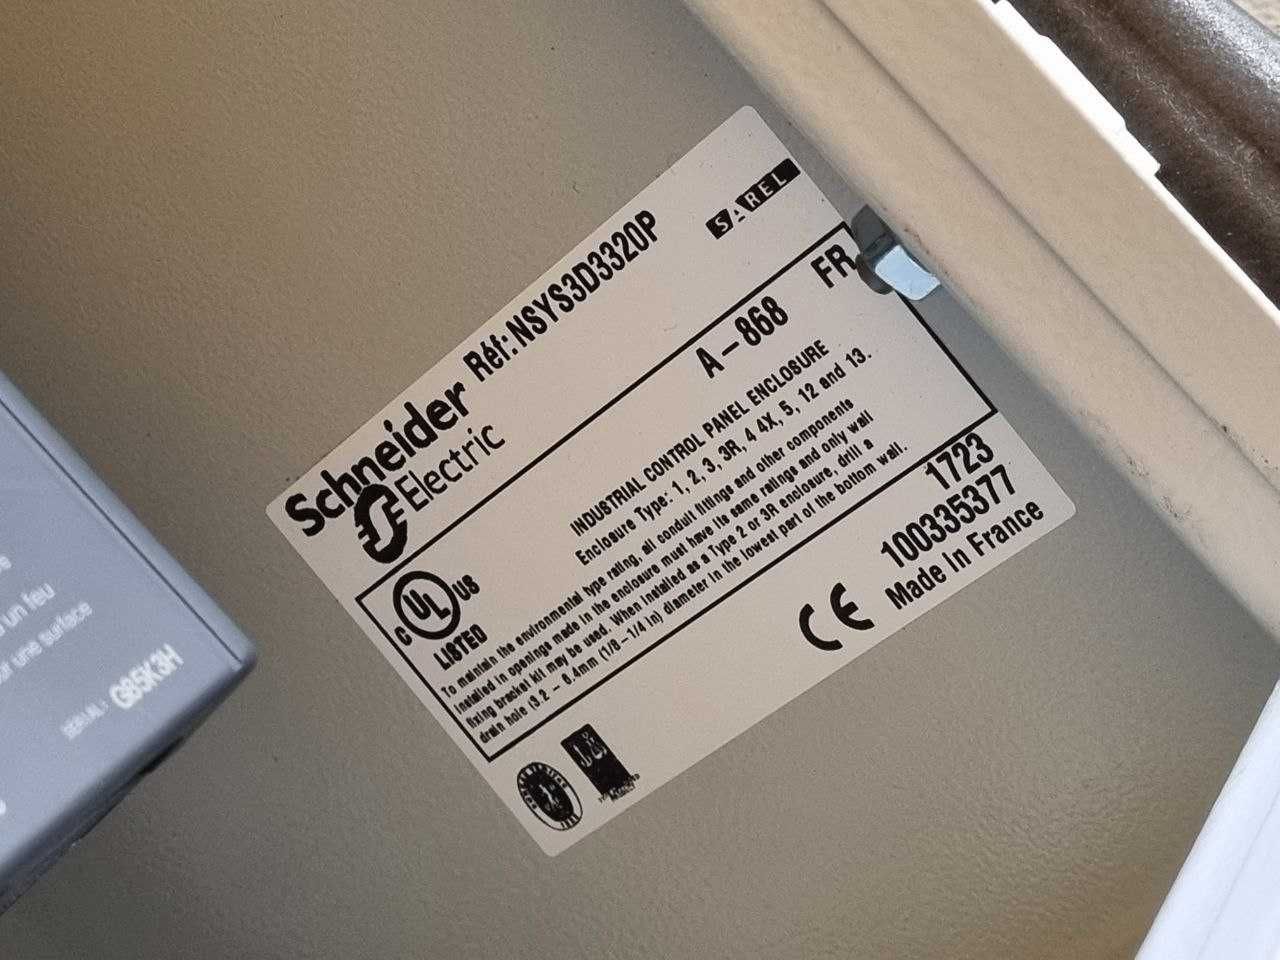 Schneider
Electric
Réf: NSYS3D3320P
SAREL
A-868
FR
C UL US
LISTED
INDUSTRIAL CONTROL PANEL ENCLOSURE
Enclosure Type: 1, 2, 3, 3R, 4 4X, 5, 12 and 13.
To maintain the environmental type rating, all conduit fittings and other components
installed in openings made in the enclosure must have its same ratings and only wall
fixing bracket kit may be used. When installed as a Type 2 or 3R enclosure, drill a
drain hole (3.2 - 6.4mm (1/8-1/4 in) diameter in the lowest part of the bottom wall.
1723
100335377
Made In France
CE
un feu
une surface
SERIAL: G85K3H